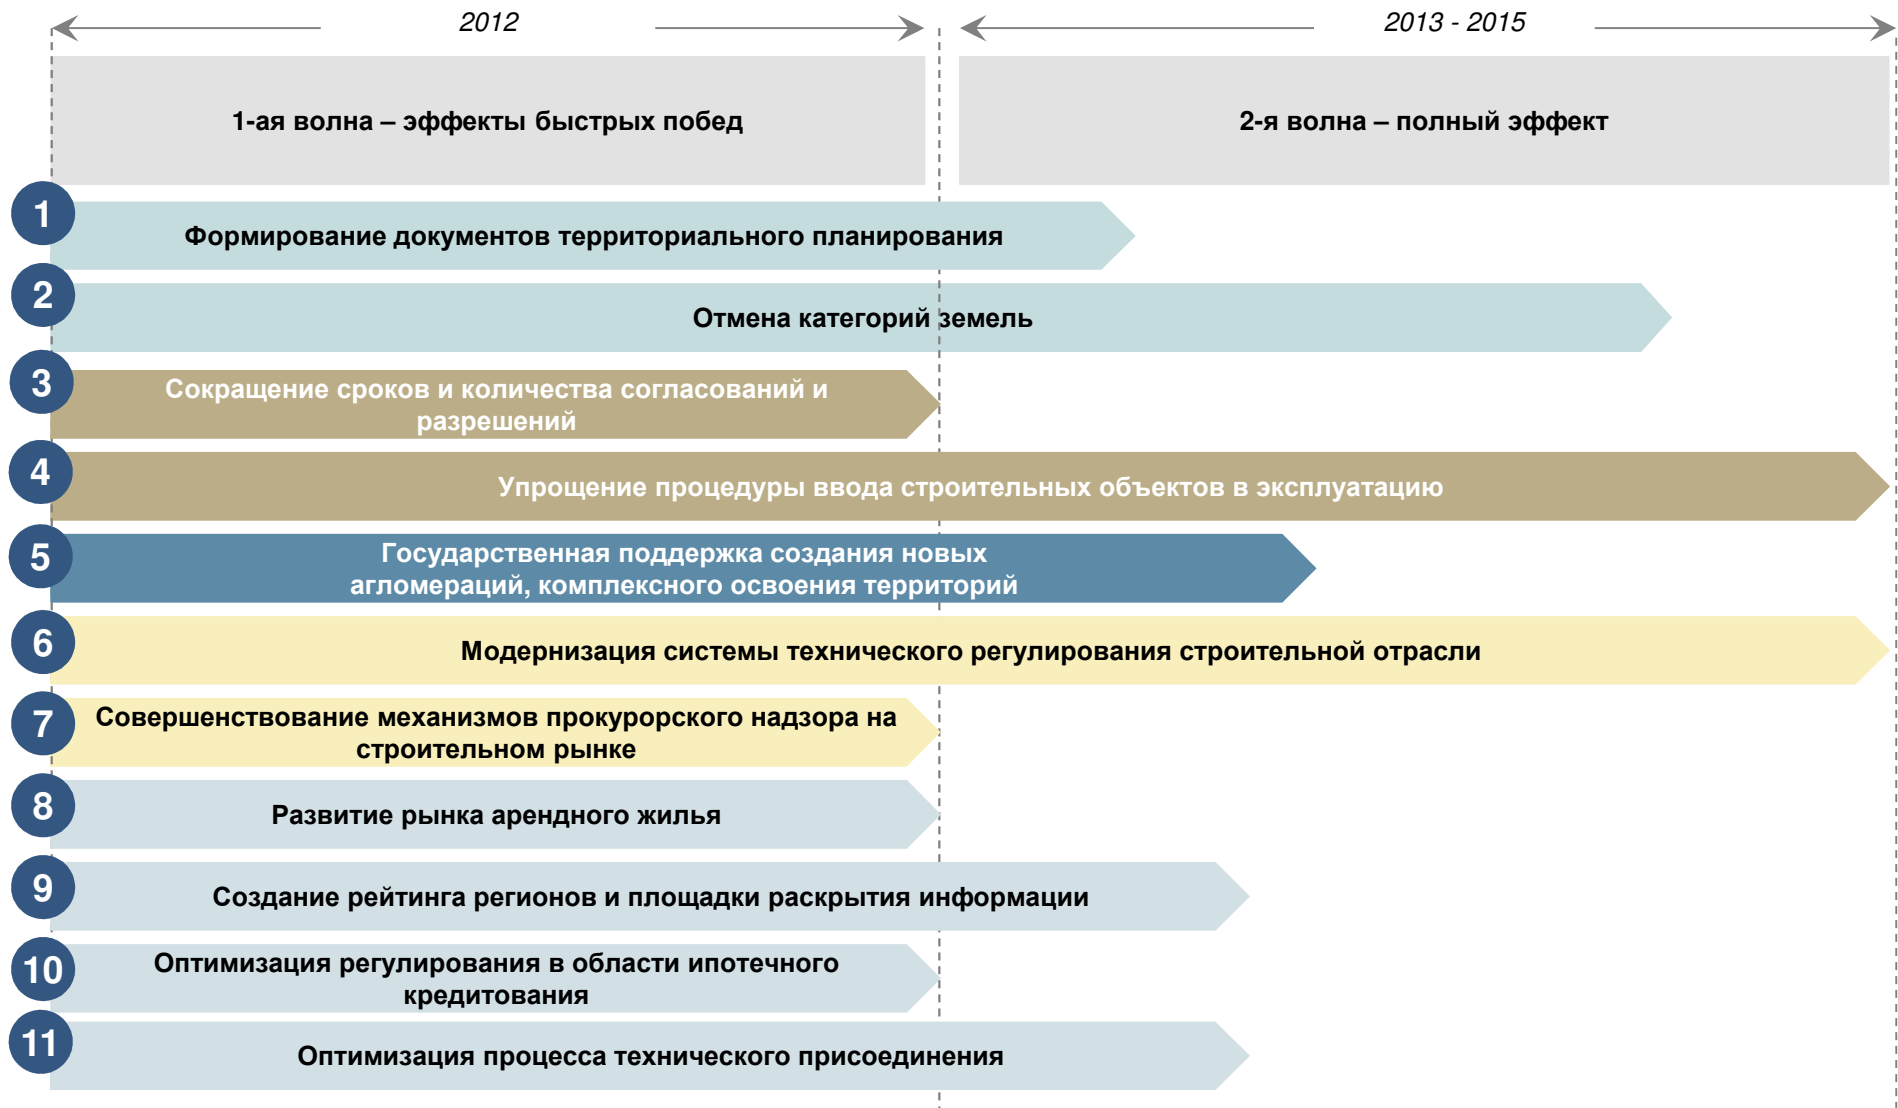 2012
2013 - 2015
1-ая волна – эффекты быстрых побед
2-я волна – полный эффект
1
Формирование документов территориального планирования
2
Отмена категорий земель
3
Сокращение сроков и количества согласований и
разрешений
4
Упрощение процедуры ввода строительных объектов в эксплуатацию
5
Государственная поддержка создания новых
агломераций, комплексного освоения территорий
6
Модернизация системы технического регулирования строительной отрасли
7
Совершенствование механизмов прокурорского надзора на
строительном рынке
8
Развитие рынка арендного жилья
9
Создание рейтинга регионов и площадки раскрытия информации
10
Оптимизация регулирования в области ипотечного
кредитования
11
Оптимизация процесса технического присоединения